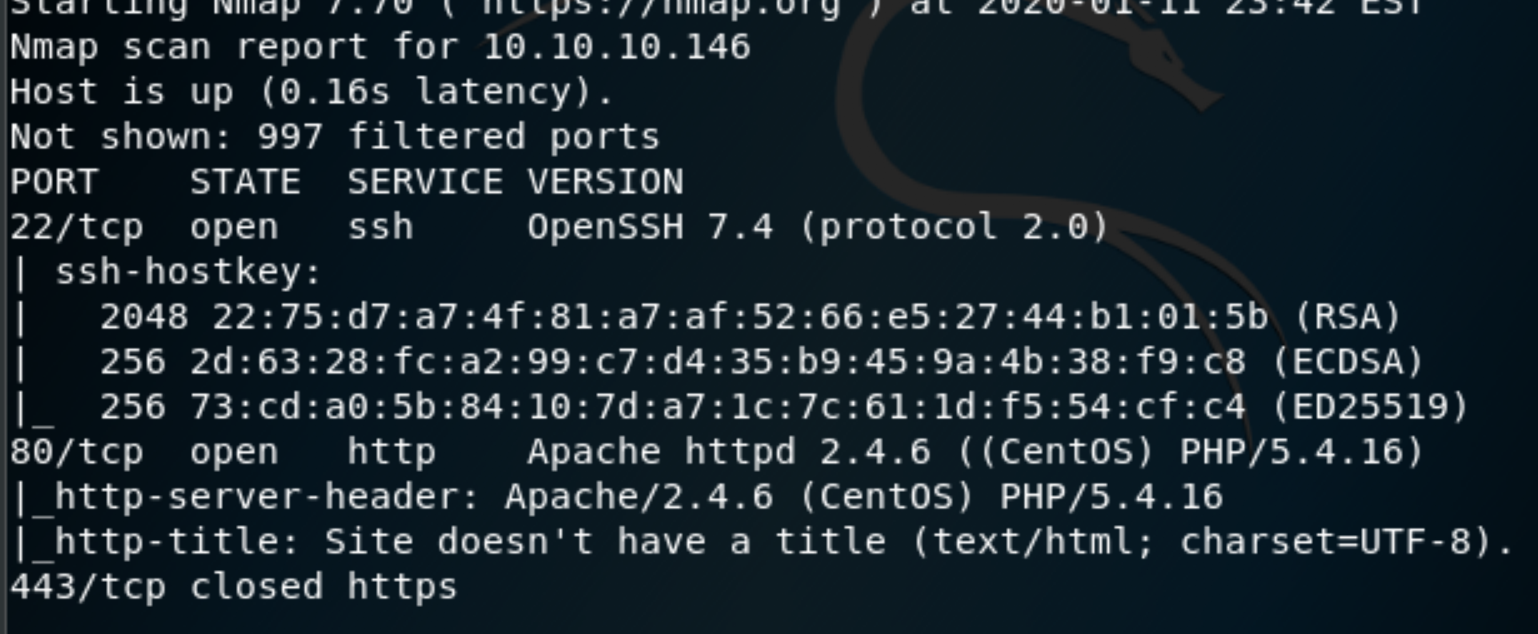 Starting Nmap 7.70 ( https://nmap.org ) at 2020-01-11 23:42 EST
Nmap scan report for 10.10.10.146
Host is up (0.16s latency).
Not shown: 997 filtered ports
PORT    STATE  SERVICE VERSION
22/tcp  open   ssh     OpenSSH 7.4 (protocol 2.0)
| ssh-hostkey:
|   2048 22:75:d7:a7:4f:81:a7:af:52:66:e5:27:44:b1:01:5b (RSA)
|   256 2d:63:28:fc:a2:99:c7:d4:35:b9:45:9a:4b:38:f9:c8 (ECDSA)
|_  256 73:cd:a0:5b:84:10:7d:a7:1c:7c:61:1d:f5:54:cf:c4 (ED25519)
80/tcp  open   http    Apache httpd 2.4.6 ((CentOS) PHP/5.4.16)
|_http-server-header: Apache/2.4.6 (CentOS) PHP/5.4.16
|_http-title: Site doesn't have a title (text/html; charset=UTF-8).
443/tcp closed https